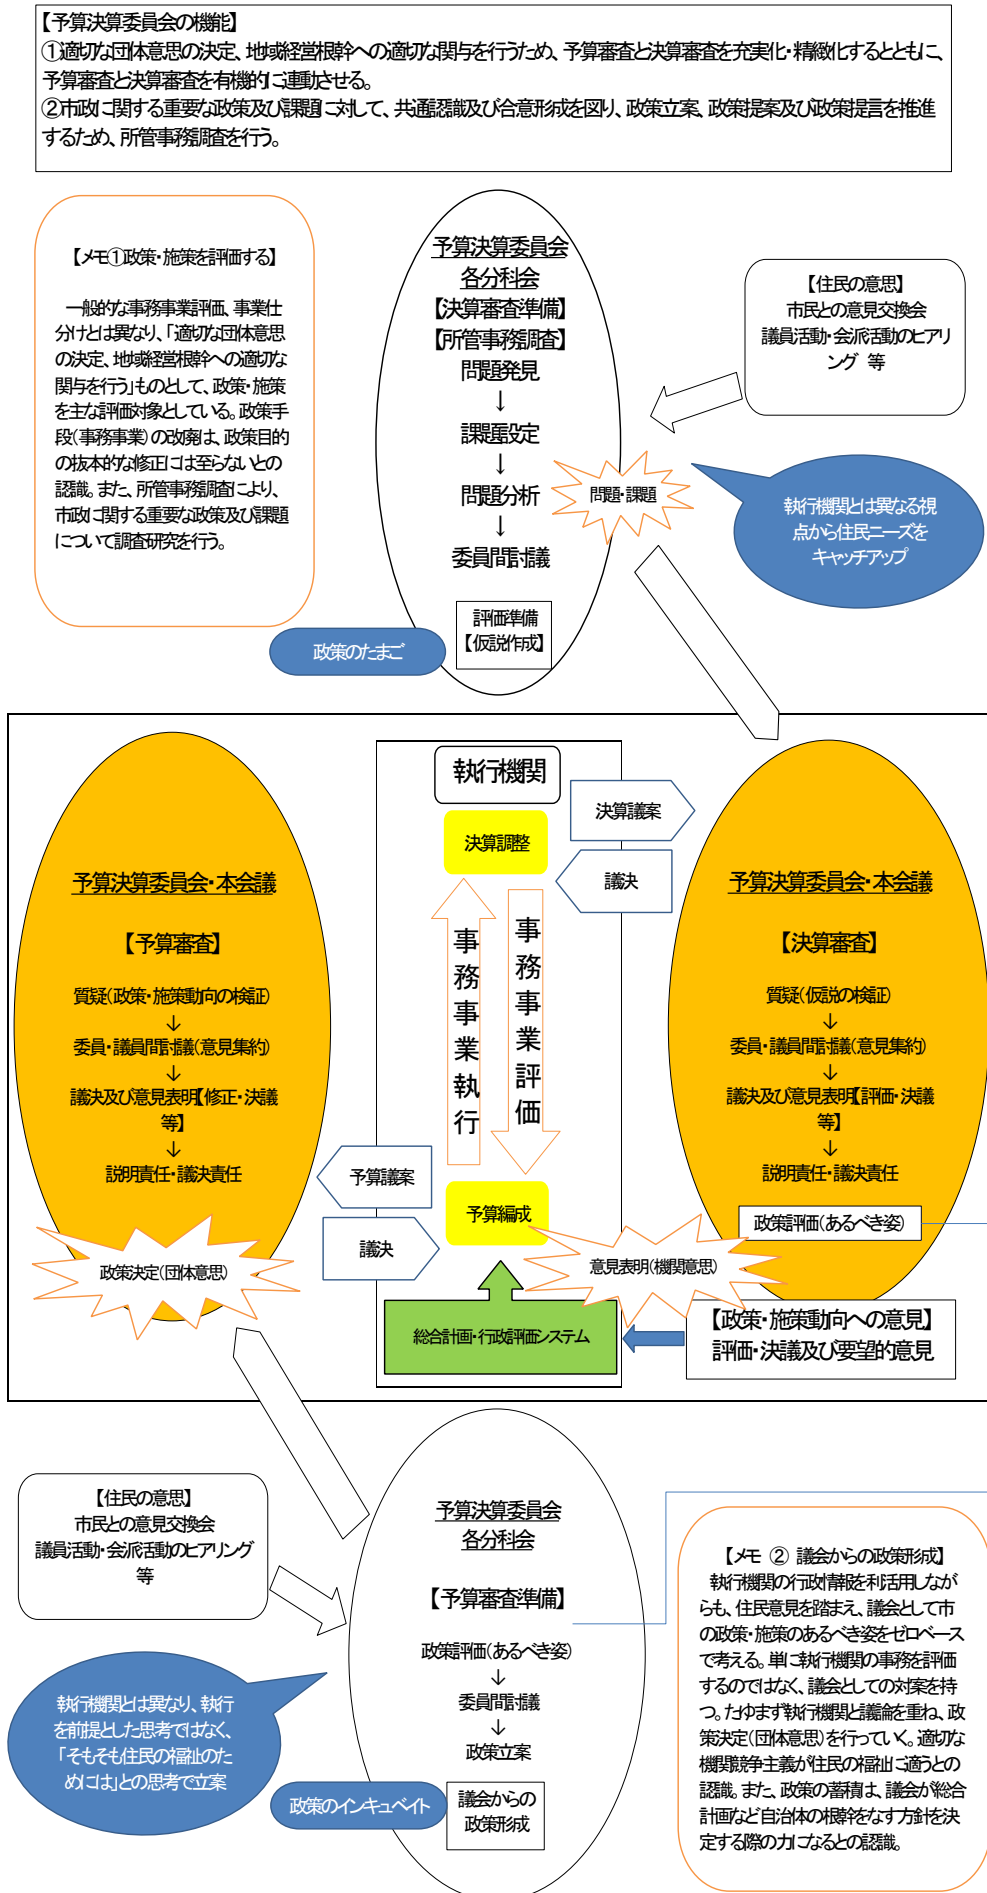 【予算決算委員会の機能】
①適切な団体意思の決定、地域経営根幹への適切な関与を行うため、予算審査と決算審査を充実化・精緻化するとともに、
予算審査と決算審査を有機的に連動させる。
②市政に関する重要な政策及び課題に対して、共通認識及び合意形成を図り、政策立案、政策提案及び政策提言を推進
するため、所管事務調査を行う。
【メモ①政策・施策を評価する】
一般的な事務事業評価、事業仕
分けとは異なり、「適切な団体意思
の決定、地域経営根幹への適切な
関与を行う」ものとして、政策・施策
を主な評価対象としている。政策手
段(事務事業)の改廃は、政策目的
の抜本的な修正には至らないとの
認識。また、所管事務調査により、
市政に関する重要な政策及び課題
について調査研究を行う。
予算決算委員会
各分科会
【決算審査準備】
【所管事務調査】
問題発見
↓
課題設定
↓
問題分析
↓
委員間討議
評価準備
【仮説作成】
政策のたまご
問題・課題
【住民の意思】
市民との意見交換会
議員活動・会派活動のヒアリ
ング 等
執行機関とは異なる視
点から住民ニーズを
キャッチアップ
予算決算委員会・本会議
【予算審査】
質疑(政策・施策動向の検証)
↓
委員・議員間討議(意見集約)
↓
議決及び意見表明【修正・決議
等】
↓
説明責任・議決責任
政策決定(団体意思)
執行機関
決算調整
事務事業執行
事務事業評価
予算編成
総合計画・行政評価システム
決算議案
議決
予算議案
議決
意見表明(機関意思)
予算決算委員会・本会議
【決算審査】
質疑(仮説の検証)
↓
委員・議員間討議(意見集約)
↓
議決及び意見表明【評価・決議
等】
↓
説明責任・議決責任
政策評価(あるべき姿)
【政策・施策動向への意見】
評価・決議及び要望的意見
【住民の意思】
市民との意見交換会
議員活動・会派活動のヒアリング
等
執行機関とは異なり、執行
を前提とした思考ではなく、
「そもそも住民の福祉のた
めには」との思考で立案
予算決算委員会
各分科会
【予算審査準備】
政策評価(あるべき姿)
↓
委員間討議
↓
政策立案
政策のインキュベイト
議会からの
政策形成
【メモ ② 議会からの政策形成】
執行機関の行政情報を利活用しなが
らも、住民意見を踏まえ、議会として市
の政策・施策のあるべき姿をゼロベース
で考える。単に執行機関の事務を評価
するのではなく、議会としての対案を持
つ。たゆまず執行機関と議論を重ね、政
策決定(団体意思)を行っていく。適切な
機関競争主義が住民の福祉に適うとの
認識。また、政策の蓄積は、議会が総合
計画など自治体の根幹をなす方針を決
定する際の力になるとの認識。